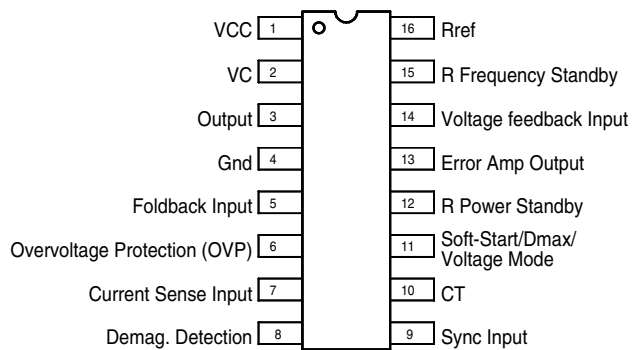 VCC 1 16 Rref
VC 2 15 R Frequency Standby
Output 3 14 Voltage feedback Input
Gnd 4 13 Error Amp Output
Foldback Input 5 12 R Power Standby
Overvoltage Protection (OVP) 6 11 Soft-Start/Dmax/
Voltage Mode
Current Sense Input 7 10 CT
Demag. Detection 8 9 Sync Input